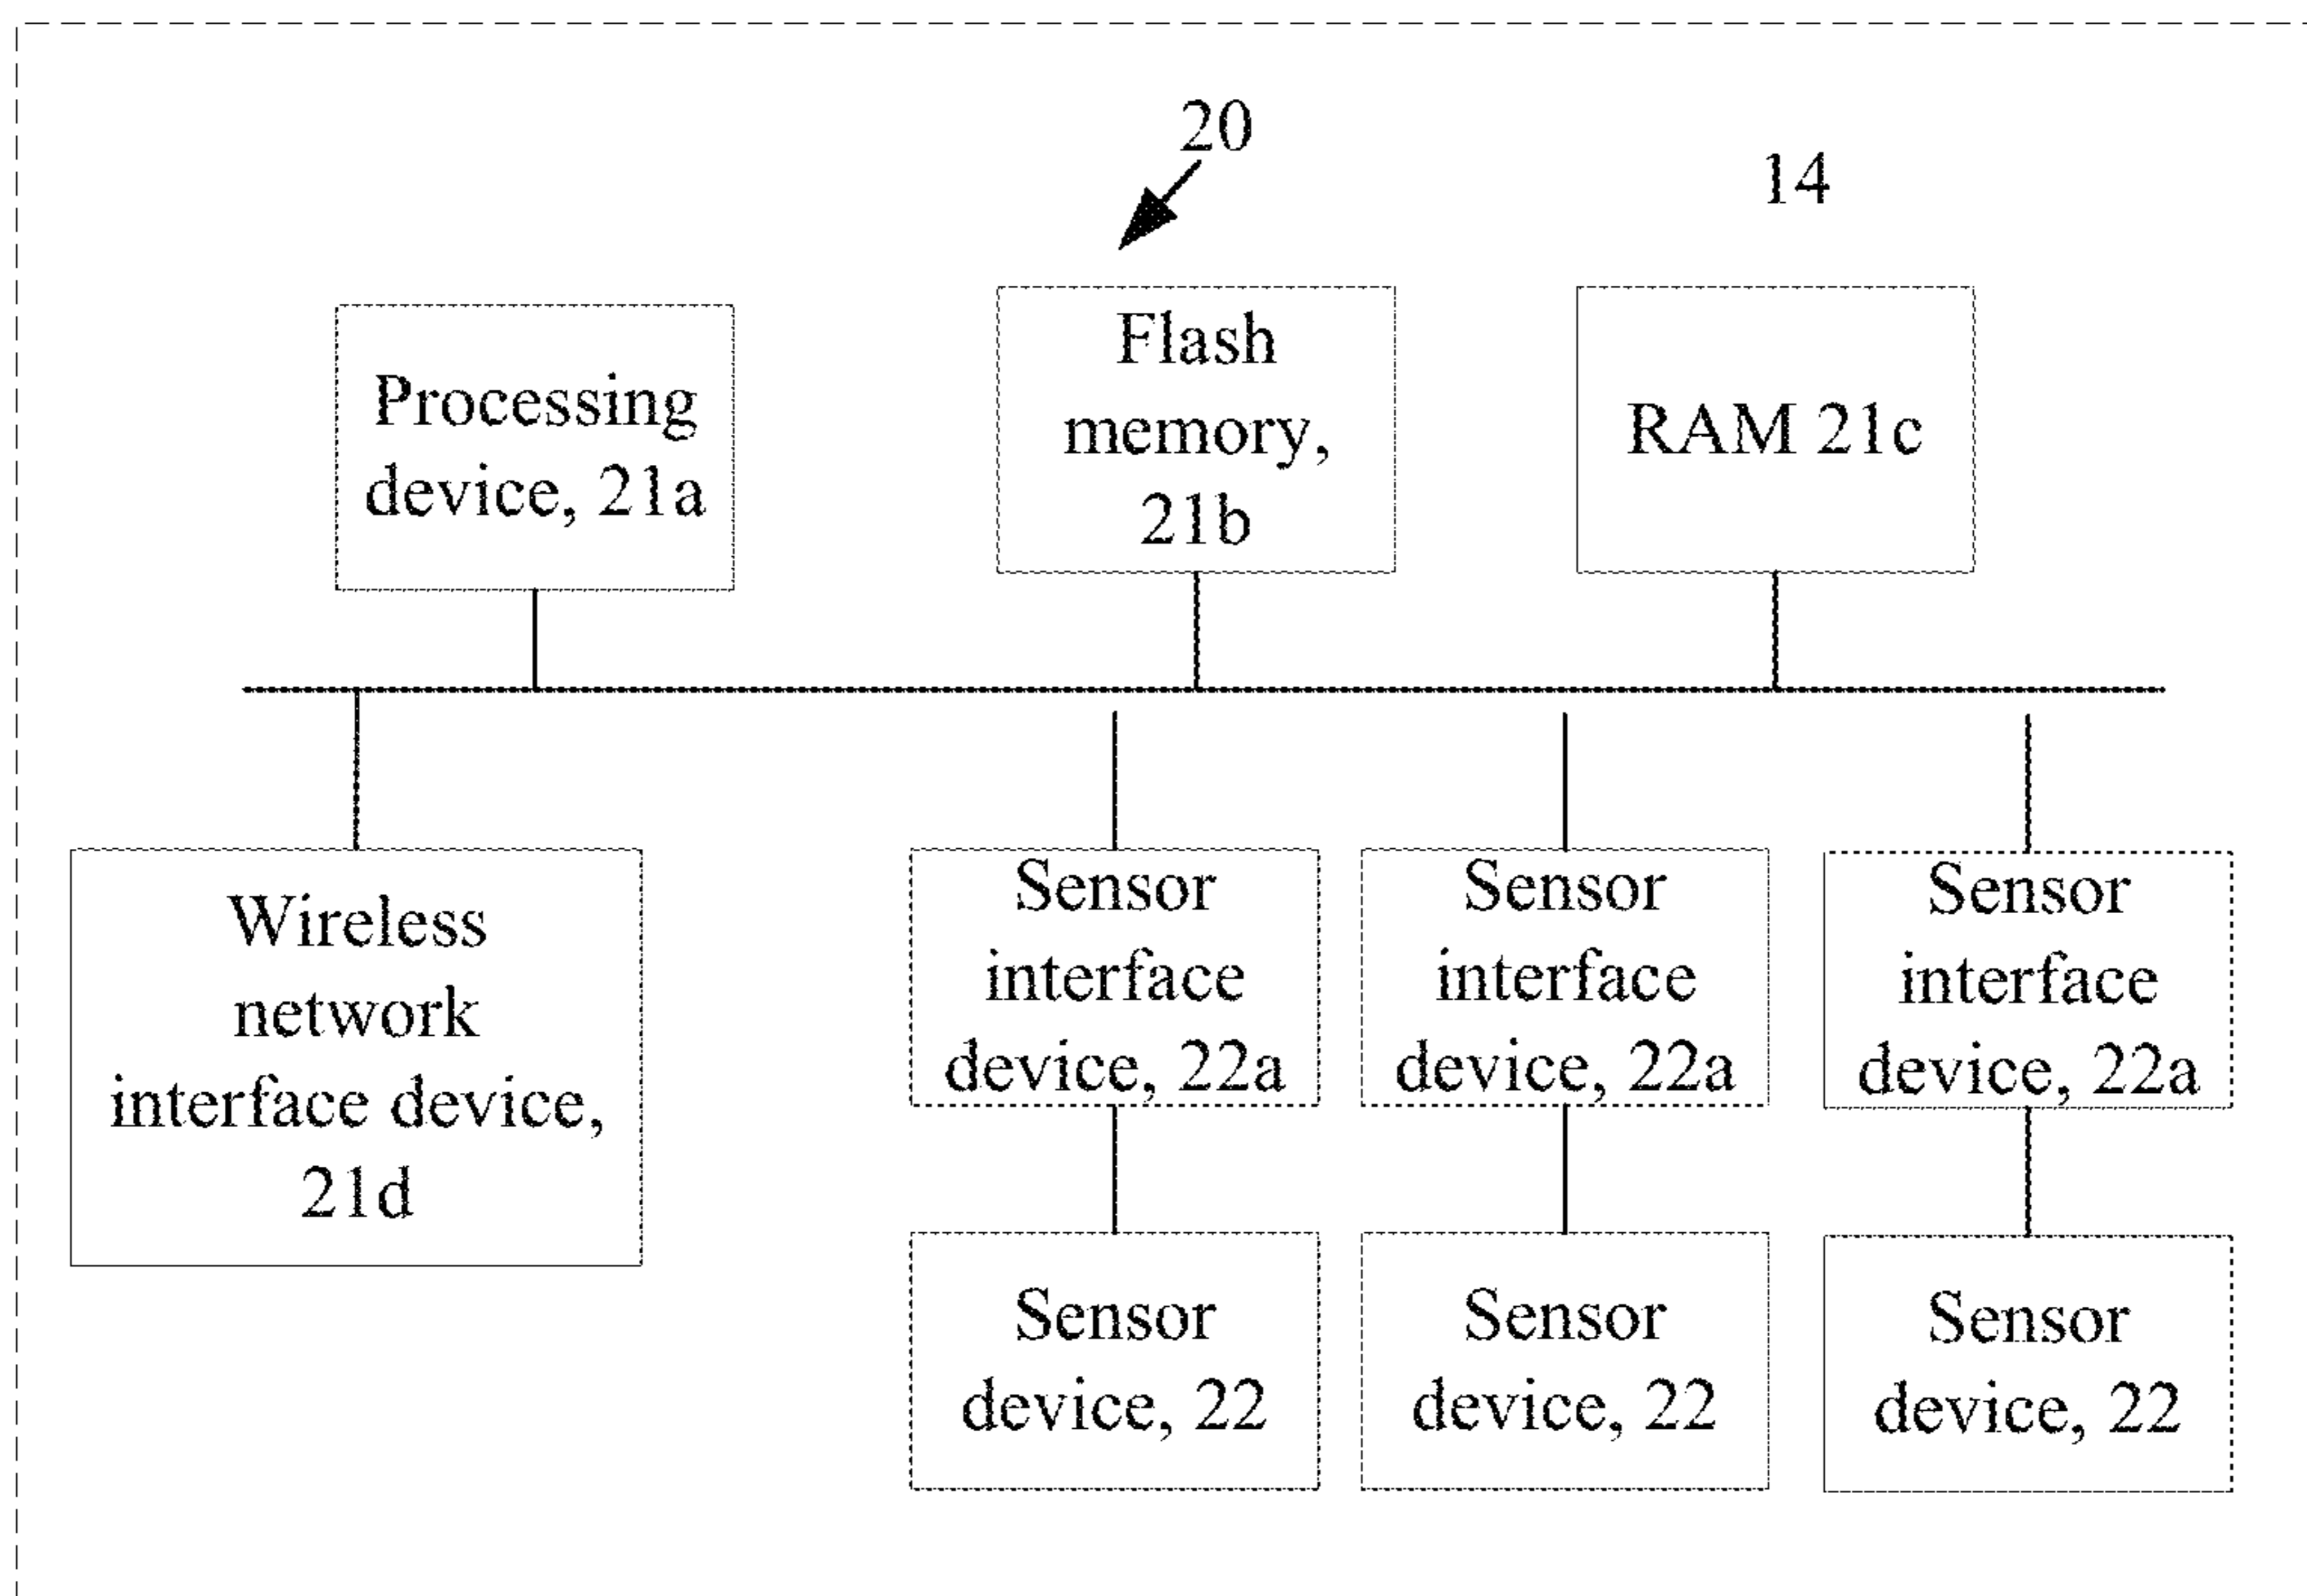 20
14
Processing
device, 21a
Flash
memory,
21b
RAM 21c
Wireless
network
interface device,
21d
Sensor
interface
device, 22a
Sensor
interface
device, 22a
Sensor
interface
device, 22a
Sensor
device, 22
Sensor
device, 22
Sensor
device, 22